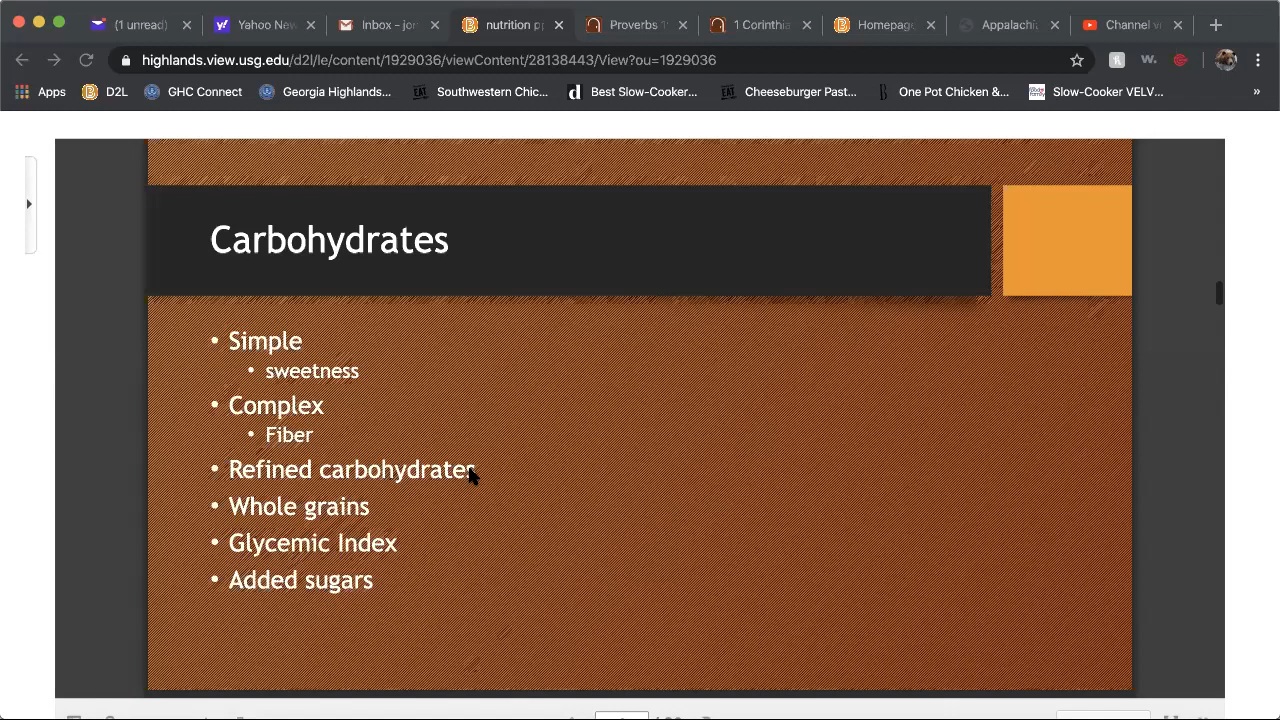 (1 unread)
Yahoo New
Inbox – jor
nutrition p
Proverbs 1
1 Corinthia
Homepage
Appalachi
Channel vi
highlands.view.usg.edu/d2l/le/content/1929036/viewContent/28138443/View?ou=1929036
Apps
D2L
GHC Connect
Georgia Highlands...
Southwestern Chic...
Best Slow-Cooker...
Cheeseburger Past...
One Pot Chicken &...
Slow-Cooker VELV...
»
Carbohydrates
• Simple
• sweetness
• Complex
• Fiber
• Refined carbohydrates
• Whole grains
• Glycemic Index
• Added sugars